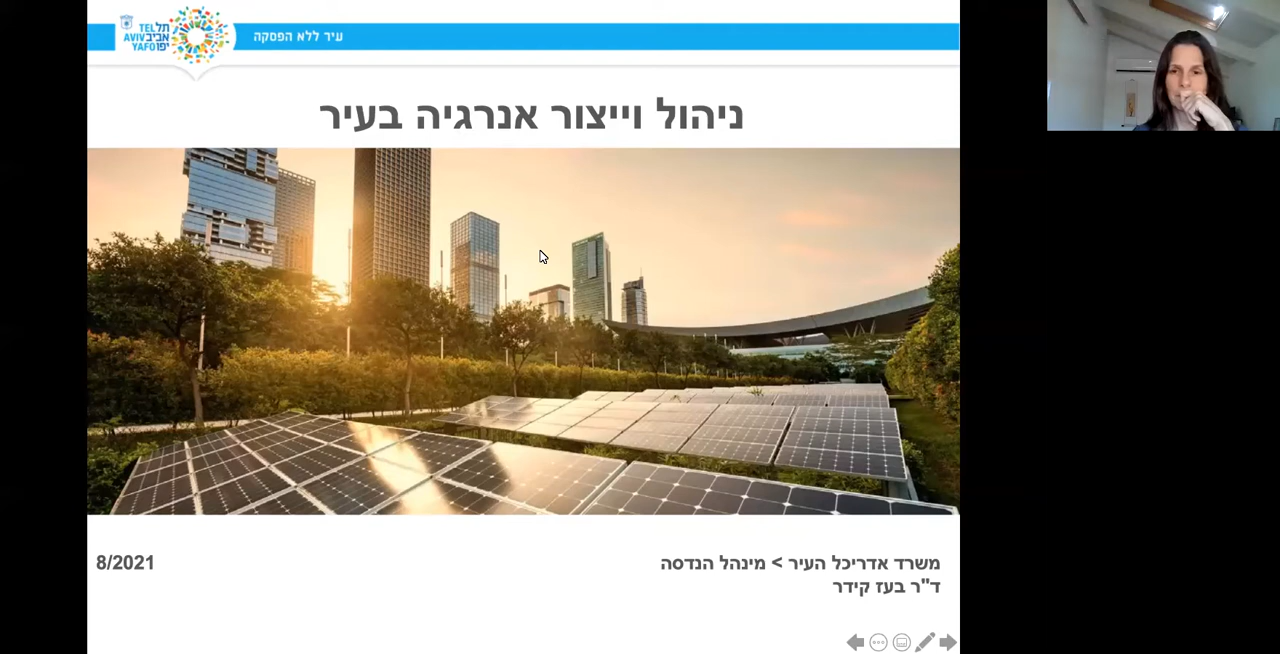 תל TEL
אביב AVIV
יפו YAFO
עיר ללא הפסקה
ניהול וייצור אנרגיה בעיר
משרד אדריכל העיר > מינהל הנדסה
ד"ר בעז קידר
8/2021